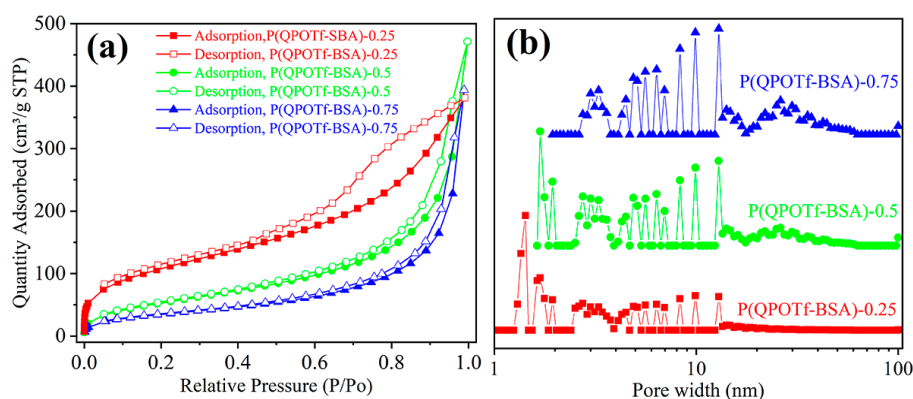 (a)
Adsorption,P(QPOTf-SBA)-0.25
Desorption, P(QPOTf-BSA)-0.25
Adsorption, P(QPOTf-BSA)-0.5
Desorption, P(QPOTf-BSA)-0.5
Adsorption, P(QPOTf-BSA)-0.75
Desorption, P(QPOTf-BSA)-0.75
Quantity Adsorbed (cm³/g STP)
500
400
300
200
100
0
0.0 0.2 0.4 0.6 0.8 1.0
Relative Pressure (P/Po)
(b)
P(QPOTf-BSA)-0.75
P(QPOTf-BSA)-0.5
P(QPOTf-BSA)-0.25
1 10 100
Pore width (nm)